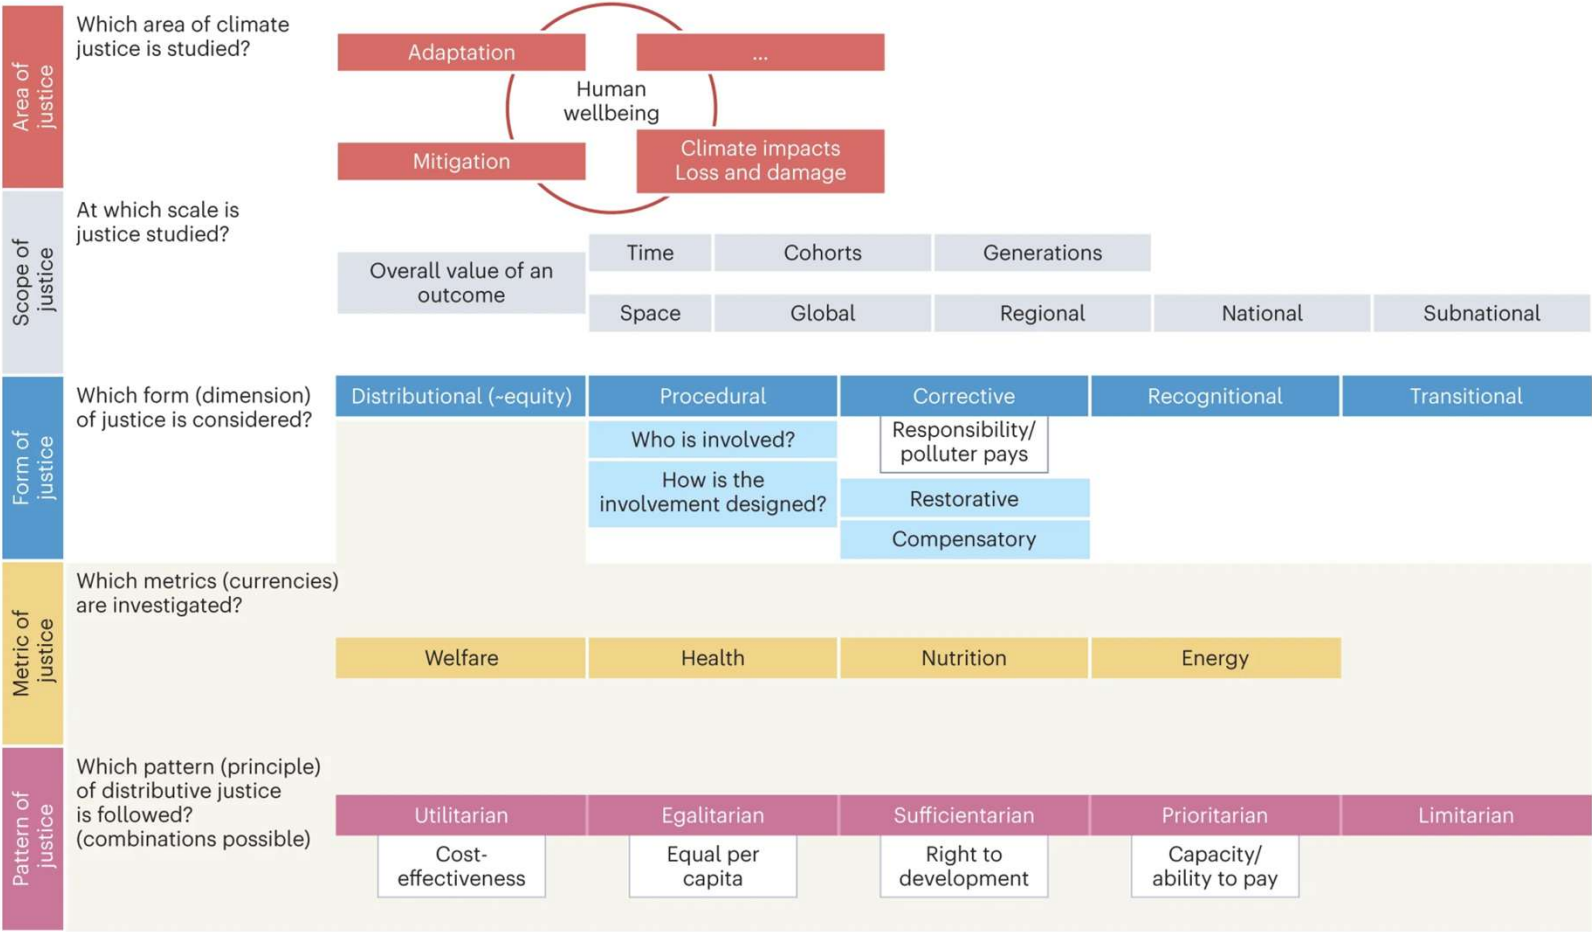 Area of
justice
Which area of climate
justice is studied?
Adaptation
...
Human
wellbeing
Mitigation
Climate impacts
Loss and damage
Scope of
justice
At which scale is
justice studied?
Overall value of an
outcome
Time
Cohorts
Generations
Space
Global
Regional
National
Subnational
Form of
justice
Which form (dimension)
of justice is considered?
Distributional (~equity)
Procedural
Corrective
Recognitional
Transitional
Who is involved?
How is the
involvement designed?
Responsibility/
polluter pays
Restorative
Compensatory
Metric of
justice
Which metrics (currencies)
are investigated?
Welfare
Health
Nutrition
Energy
Pattern of
justice
Which pattern (principle)
of distributive justice
is followed?
(combinations possible)
Utilitarian
Egalitarian
Sufficientarian
Prioritarian
Limitarian
Cost-
effectiveness
Equal per
capita
Right to
development
Capacity/
ability to pay